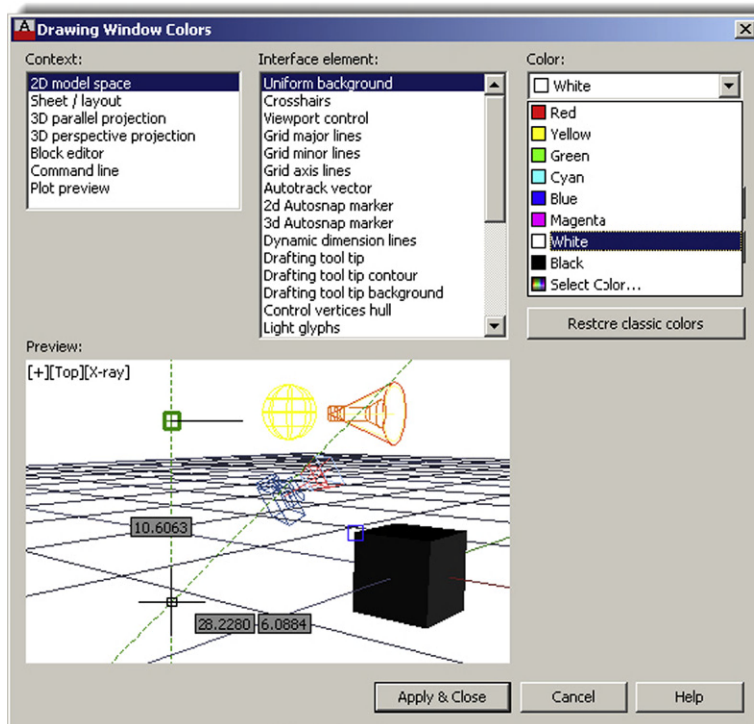 Drawing Window Colors
Context:
2D model space
Sheet / layout
3D parallel projection
3D perspective projection
Block editor
Command line
Plot preview
Interface element:
Uniform background
Crosshairs
Viewport control
Grid major lines
Grid minor lines
Grid axis lines
Autotrack vector
2d Autosnap marker
3d Autosnap marker
Dynamic dimension lines
Drafting tool tip
Drafting tool tip contour
Drafting tool tip background
Control vertices hull
Light glyphs
Color:
White
Red
Yellow
Green
Cyan
Blue
Magenta
White
Black
Select Color...
Restore classic colors
Preview:
[+][Top][X-ray]
10.6063
28.2280 6.0884
Apply & Close
Cancel
Help